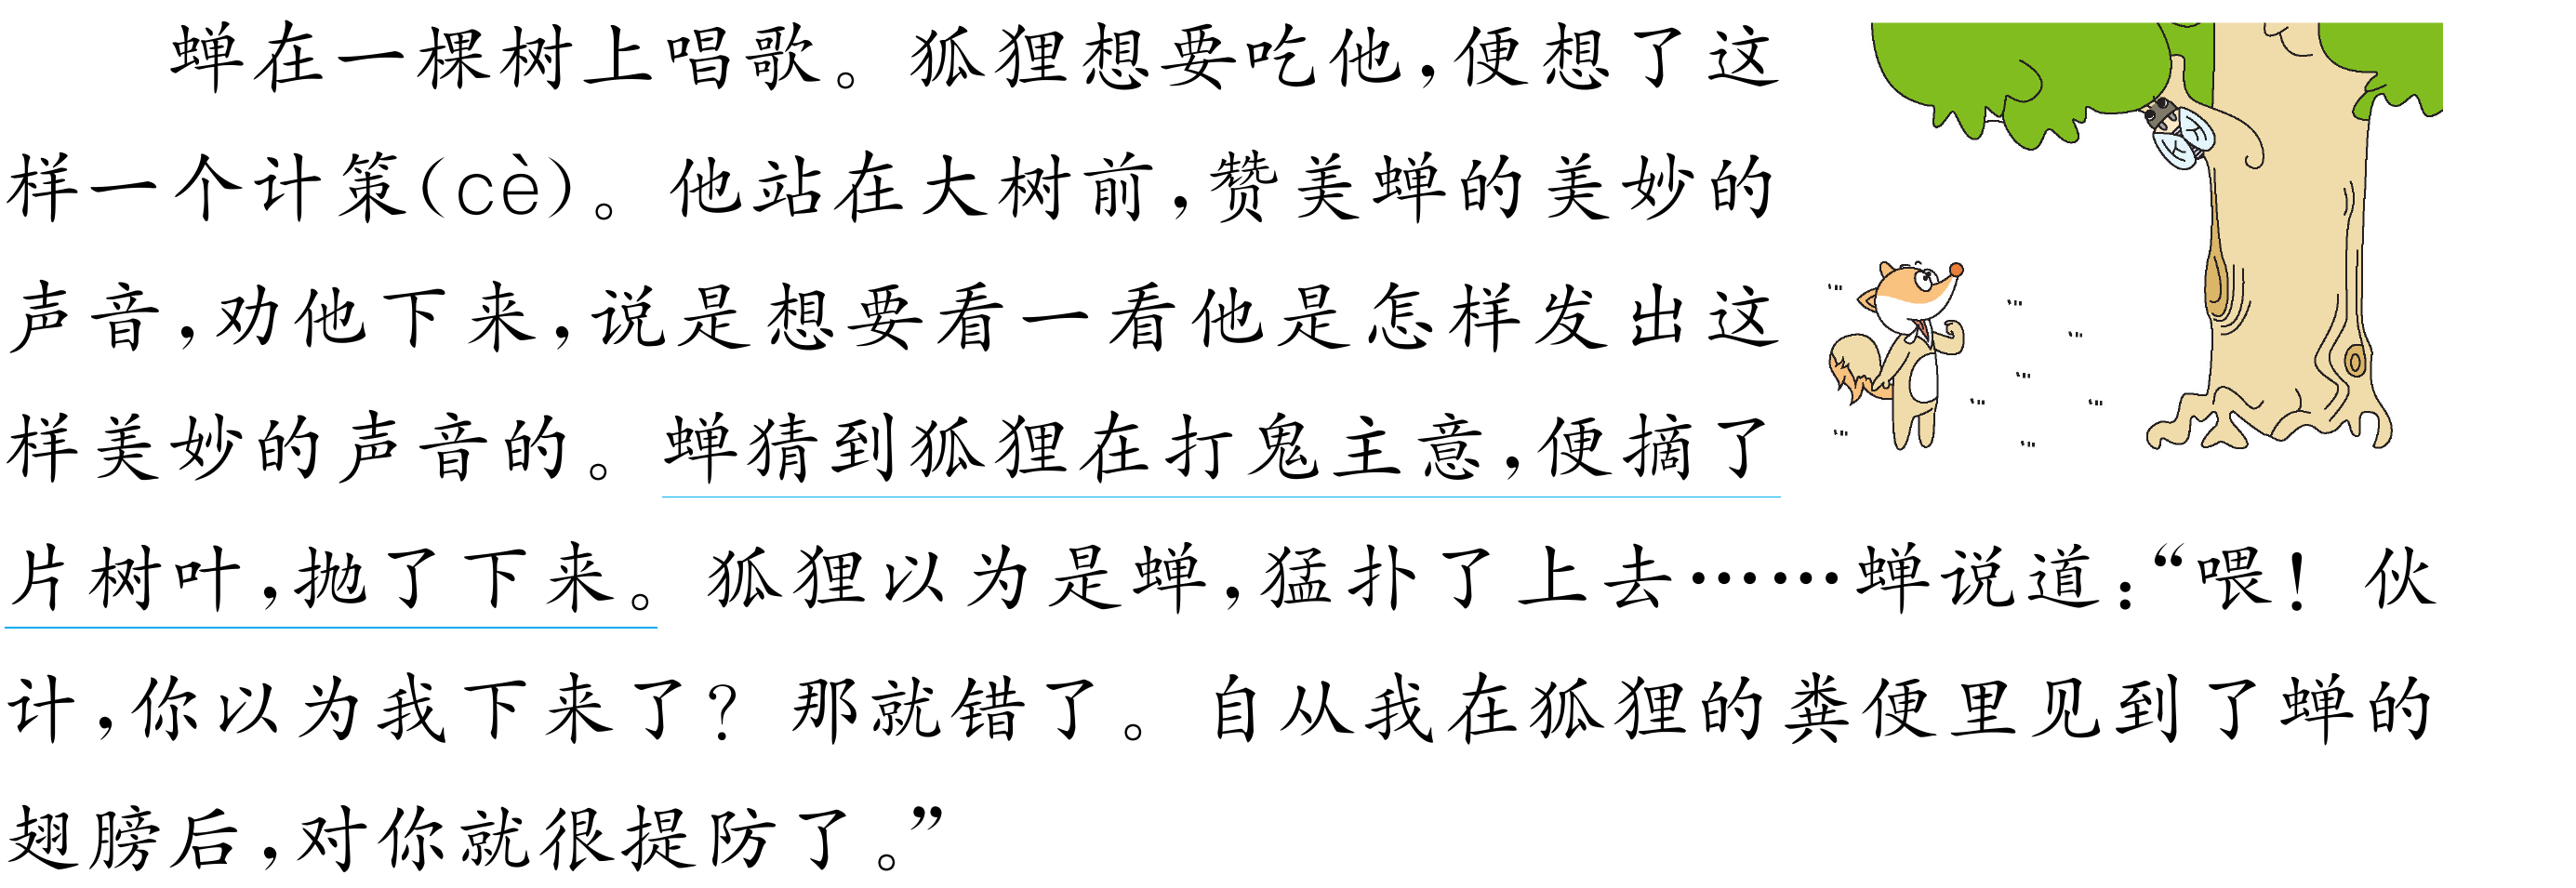 蝉在一棵树上唱歌。狐狸想要吃他,便想了这
样一个计策(cè)。他站在大树前,赞美蝉的美妙的
声音,劝他下来,说是想要看一看他是怎样发出这
样美妙的声音的。蝉猜到狐狸在打鬼主意,便摘了
片树叶,抛了下来。狐狸以为是蝉,猛扑了上去……蝉说道:“喂! 伙
计,你以为我下来了? 那就错了。自从我在狐狸的粪便里见到了蝉的
翅膀后,对你就很提防了。”